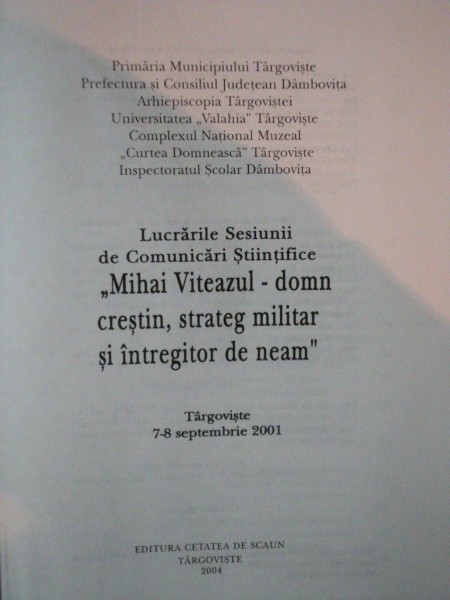 Primăria Municipiului Târgoviște
Prefectura și Consiliul Județean Dâmbovița
Arhiepiscopia Târgoviștei
Universitatea „Valahia" Târgoviște
Complexul Național Muzeal
„Curtea Domnească" Târgoviște
Inspectoratul Școlar Dâmbovița
Lucrările Sesiunii
de Comunicări Științifice
„Mihai Viteazul - domn
creștin, strateg militar
și întregitor de neam"
Târgoviște
7-8 septembrie 2001
EDITURA CETATEA DE SCAUN
TÂRGOVIȘTE
2004